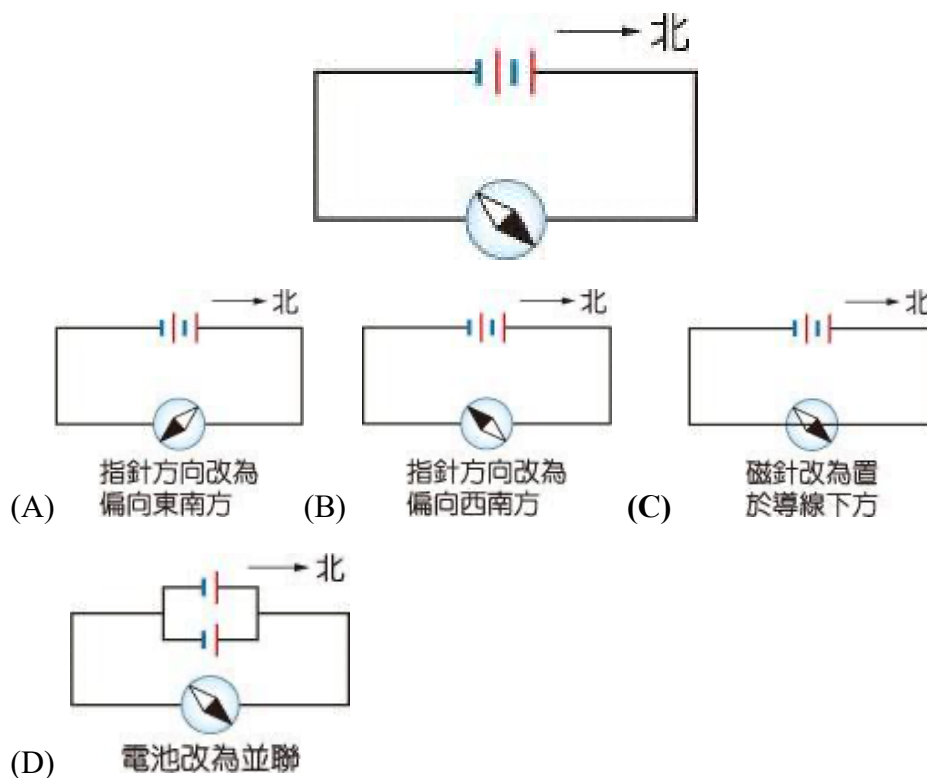 北
北
北
北
(A) 指針方向改為
偏向東南方
(B) 指針方向改為
偏向西南方
(C) 磁針改為置
於導線下方
北
(D) 電池改為並聯